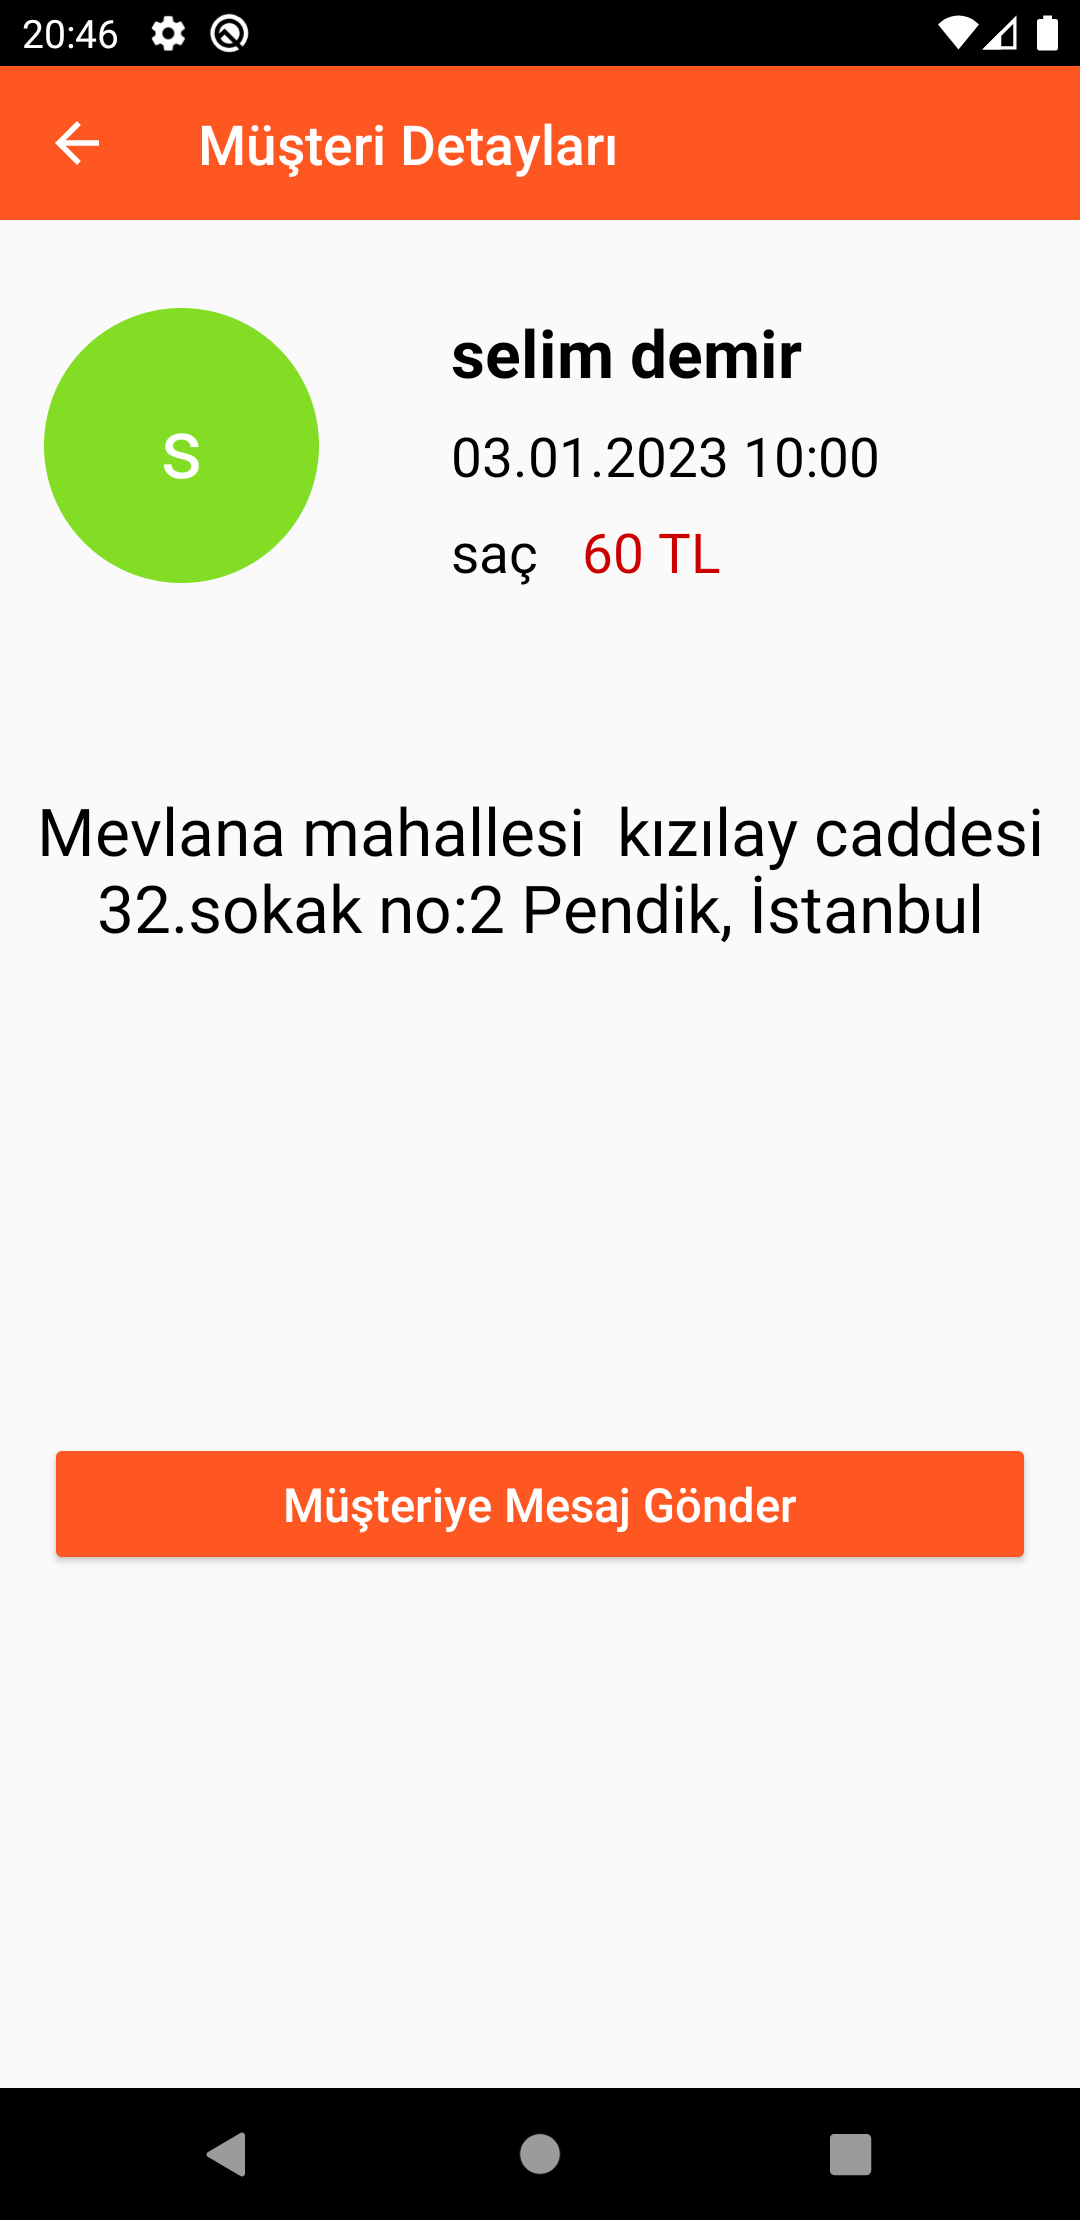 20:46
Müşteri Detayları
s
selim demir
03.01.2023 10:00
saç 60 TL
Mevlana mahallesi  kızılay caddesi
32.sokak no:2 Pendik, İstanbul
Müşteriye Mesaj Gönder